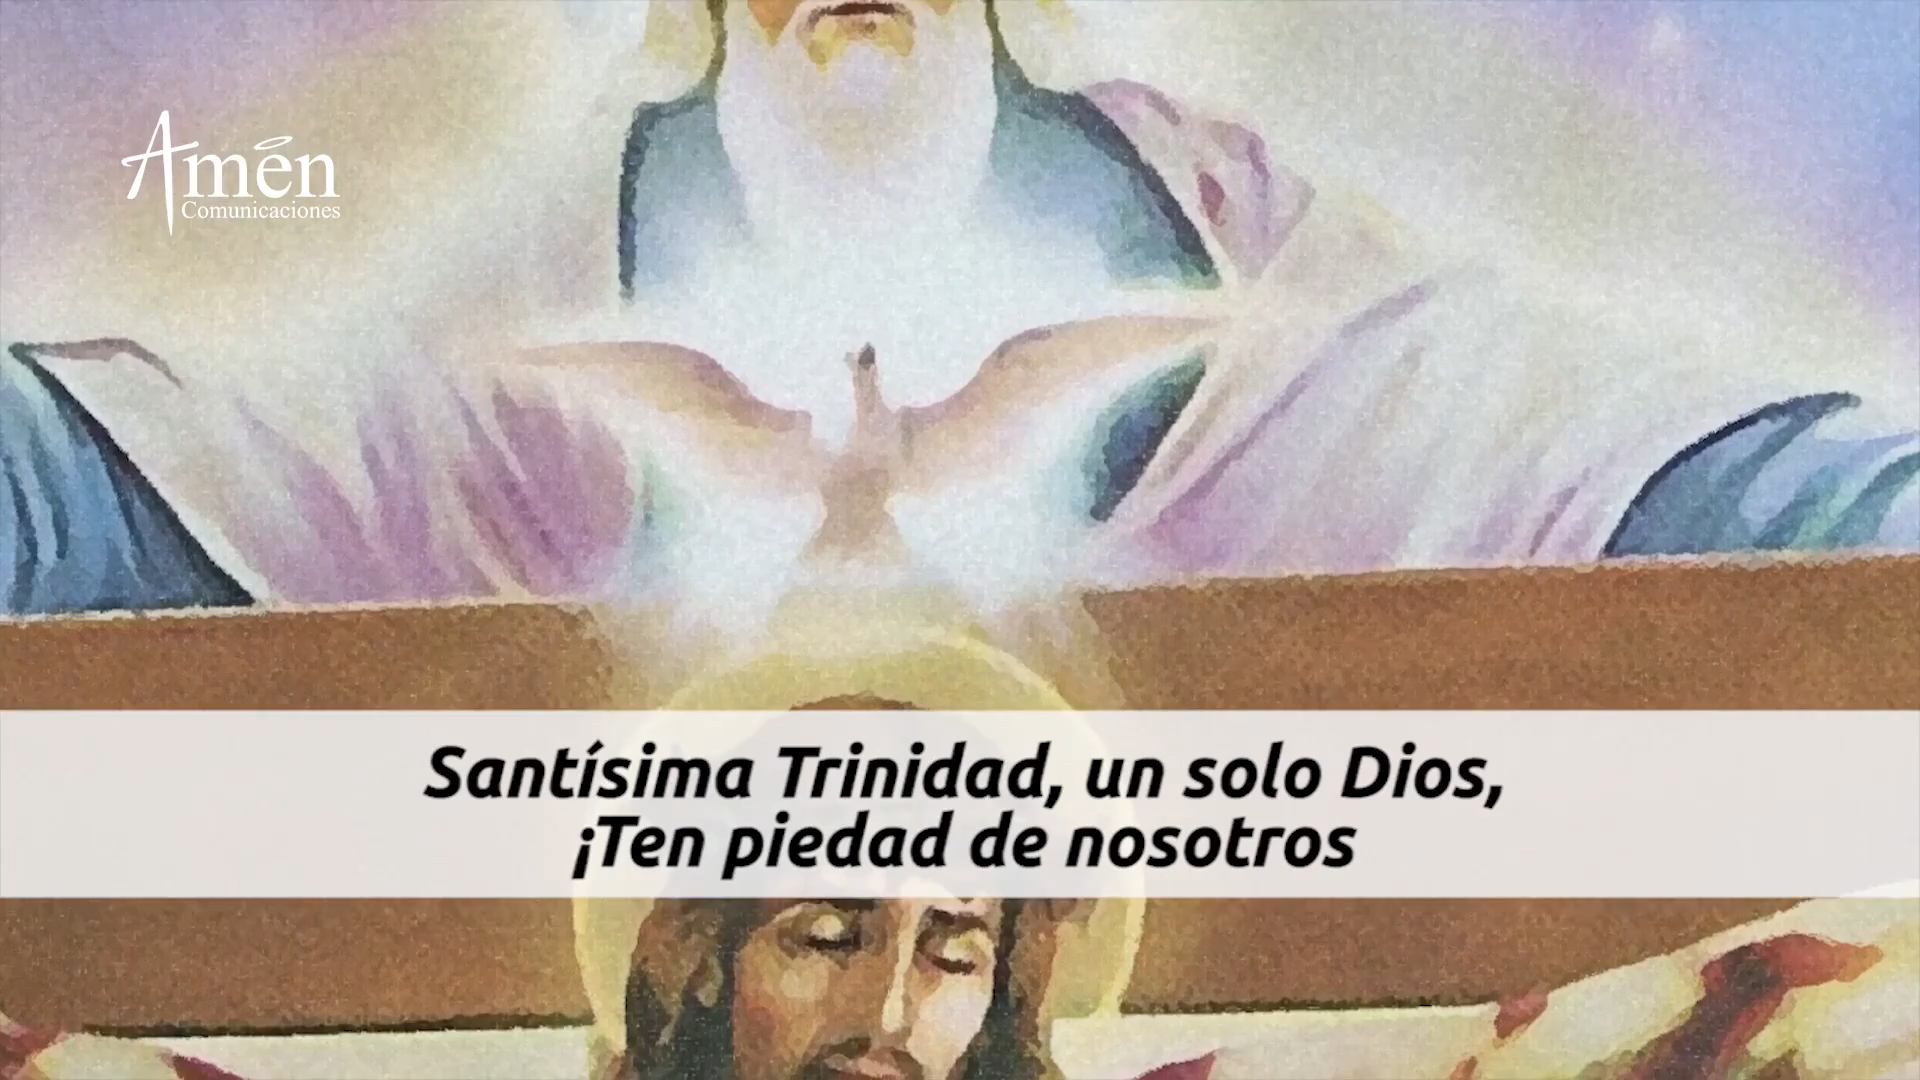 Amén
Comunicaciones
Santísima Trinidad, un solo Dios,
¡Ten piedad de nosotros